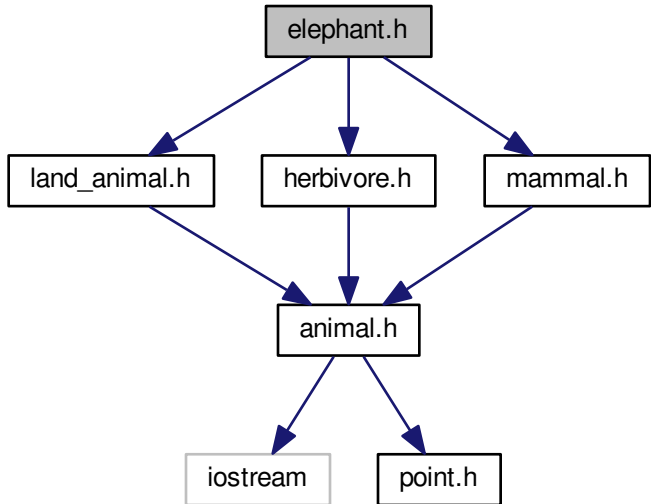 elephant.h
land_animal.h
herbivore.h
mammal.h
animal.h
iostream
point.h